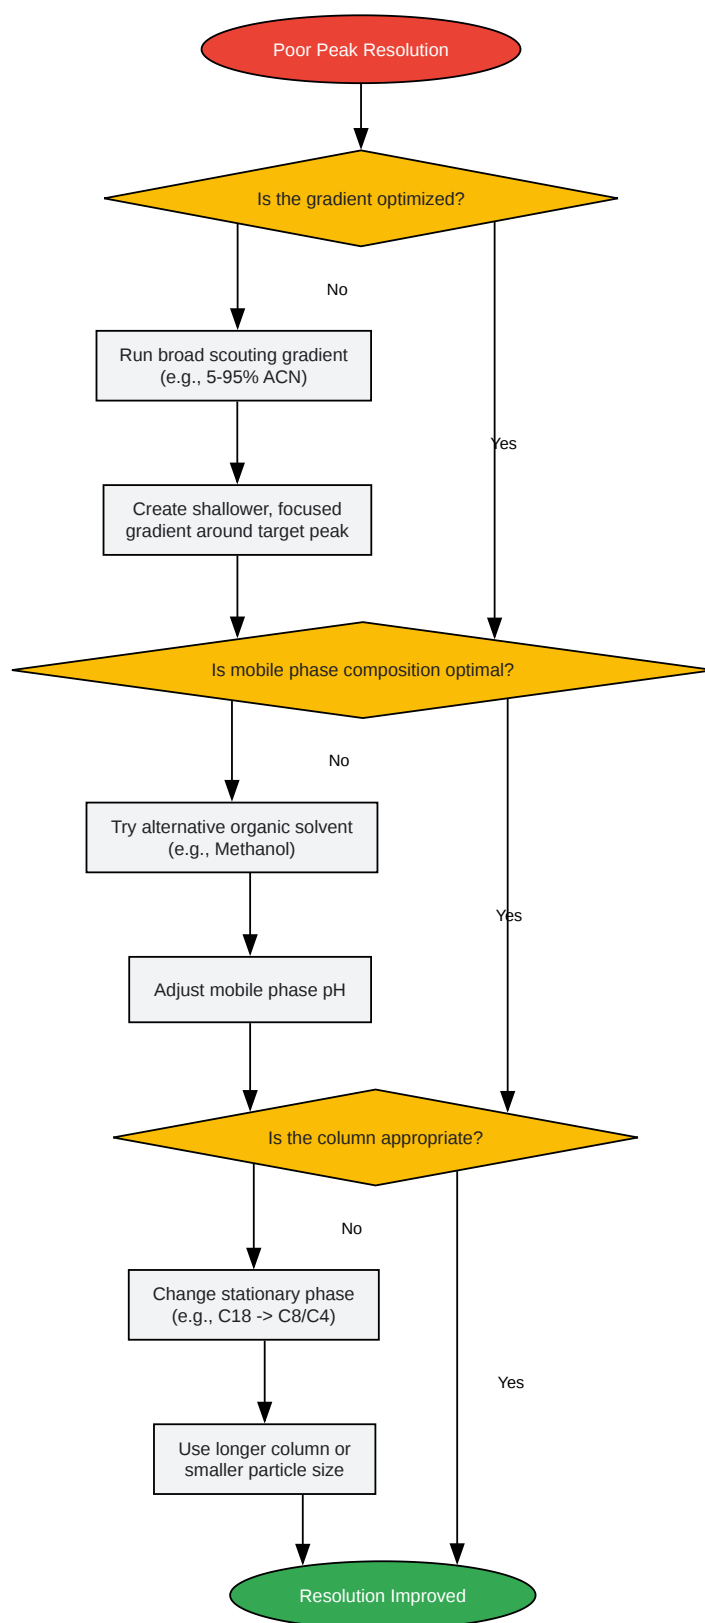 Poor Peak Resolution
Is the gradient optimized?
No
Run broad scouting gradient
(e.g., 5-95% ACN)
Yes
Create shallower, focused
gradient around target peak
Is mobile phase composition optimal?
No
Try alternative organic solvent
(e.g., Methanol)
Yes
Adjust mobile phase pH
Is the column appropriate?
No
Change stationary phase
(e.g., C18 -> C8/C4)
Yes
Use longer column or
smaller particle size
Resolution Improved